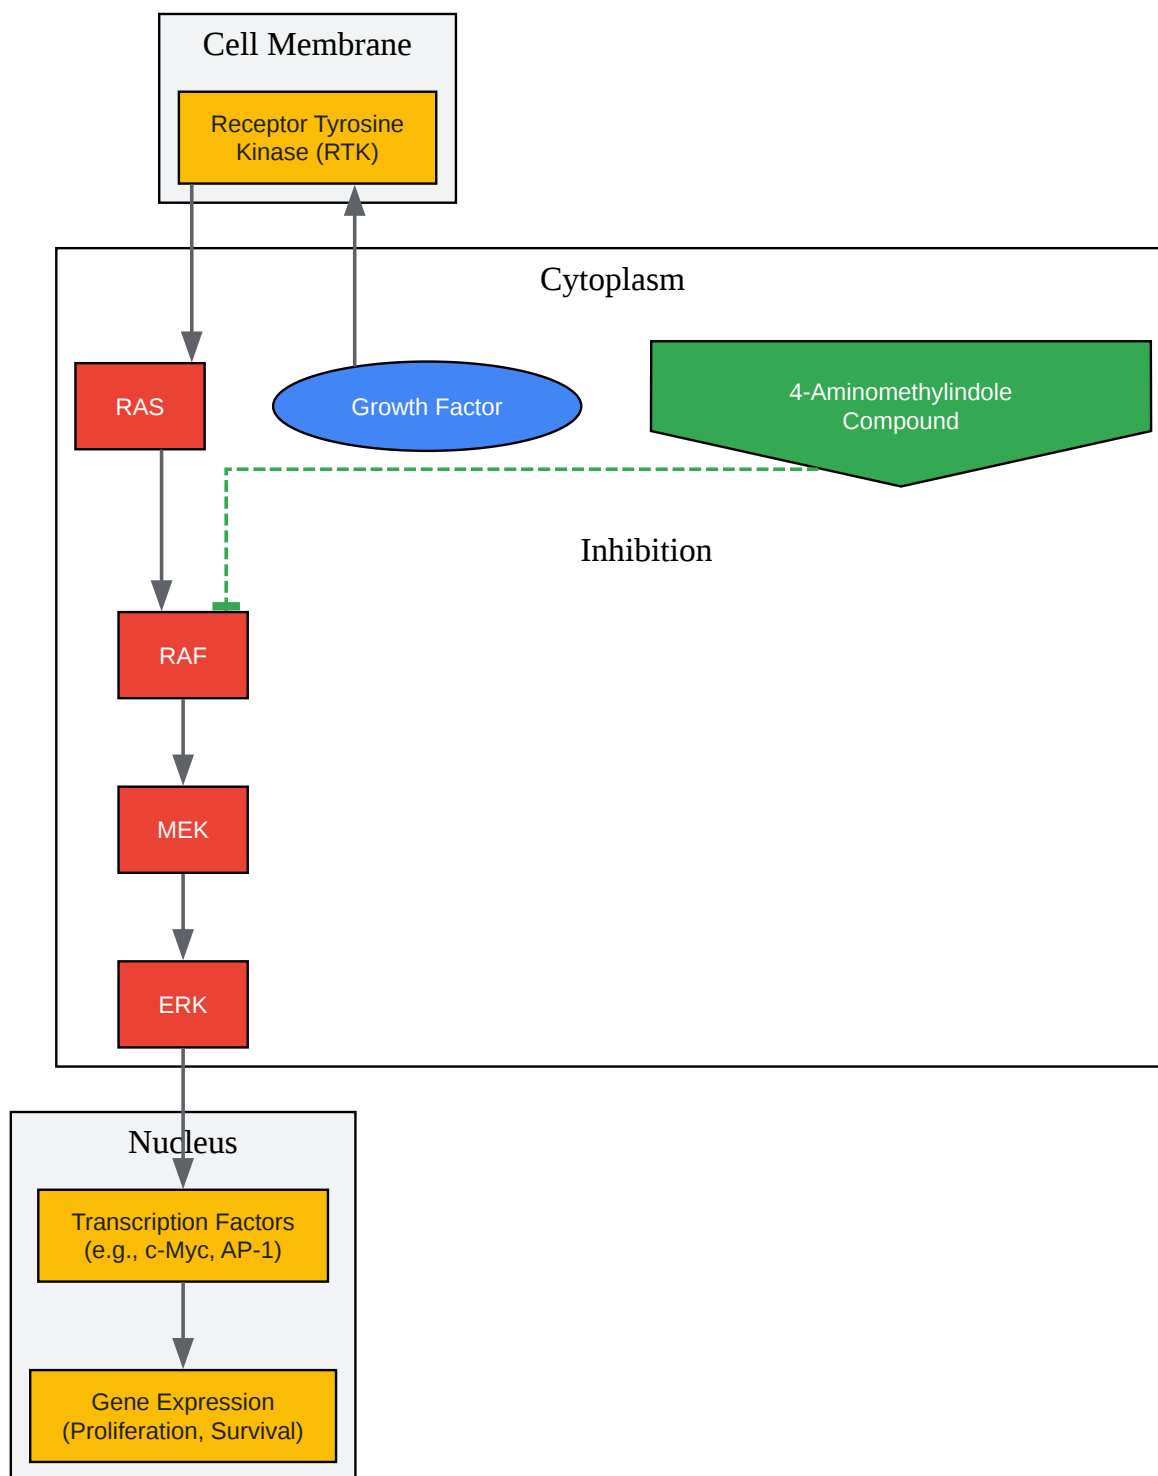 Cell Membrane
Receptor Tyrosine
Kinase (RTK)
Cytoplasm
RAS
Growth Factor
4-Aminomethylindole
Compound
Inhibition
RAF
MEK
ERK
Nucleus
Transcription Factors
(e.g., c-Myc, AP-1)
Gene Expression
(Proliferation, Survival)